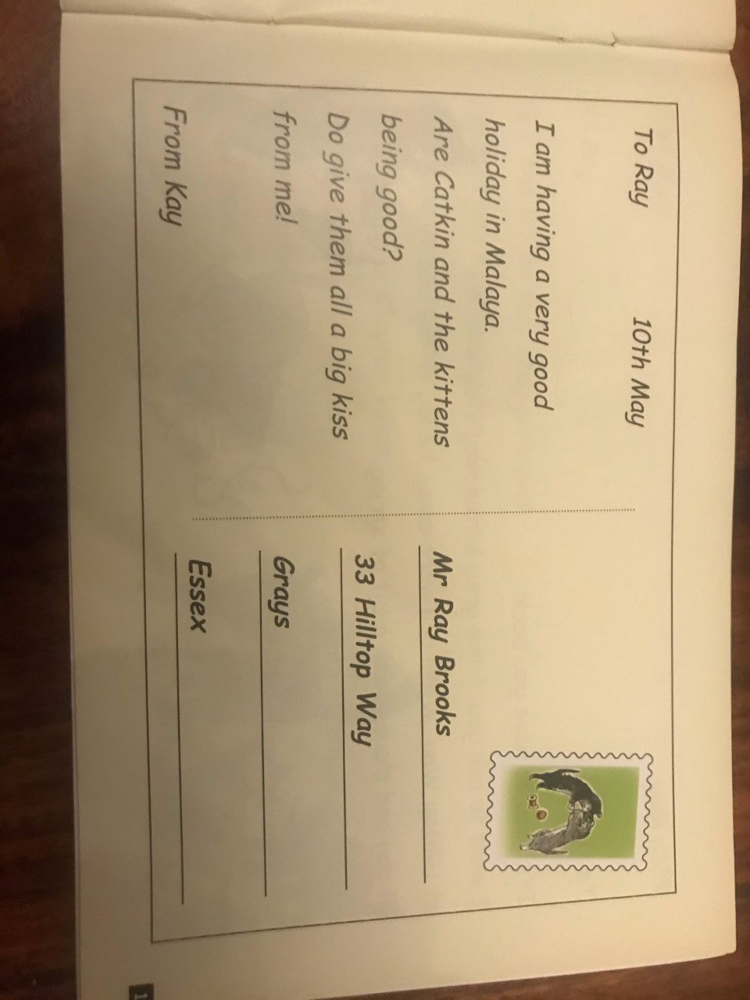 To Ray 10th May
I am having a very good
holiday in Malaya.
Are Catkin and the kittens
being good?
Do give them all a big kiss
from me!
From Kay
Mr Ray Brooks
33 Hilltop Way
Grays
Essex
1